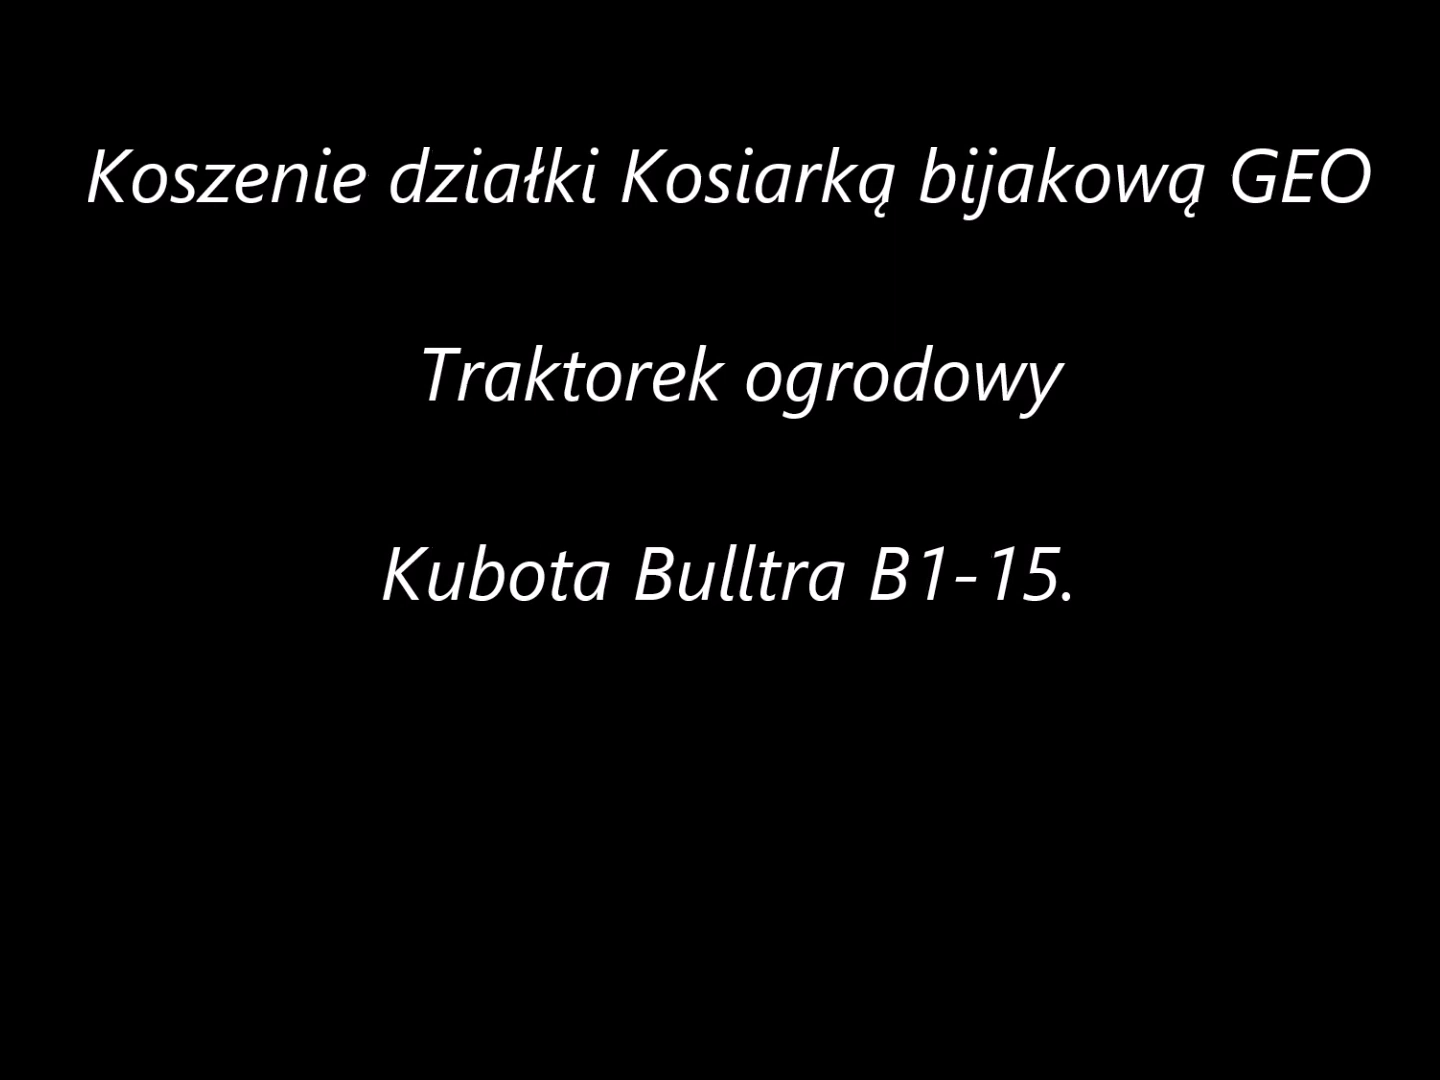 Koszenie działki Kosiarką bijakową GEO
Traktorek ogrodowy
Kubota Bulltra B1-15.